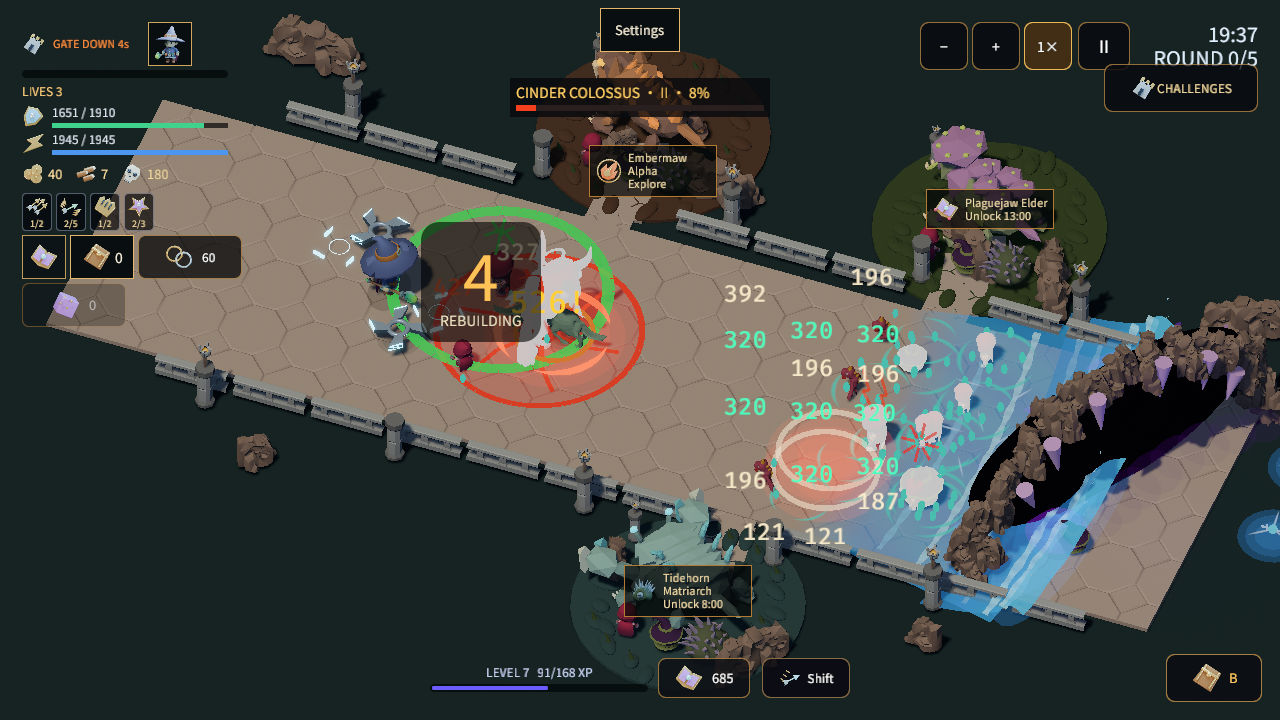 GATE DOWN 4s
Settings
−
+
1×
II
19:37
ROUND 0/5
CHALLENGES
LIVES 3
1651 / 1910
1945 / 1945
40
7
180
1/2
2/5
1/2
2/3
0
60
0
CINDER COLOSSUS • II • 8%
Embermaw
Alpha
Explore
Plaguejaw Elder
Unlock 13:00
327
4
REBUILDING
392
196
320
320
320
196
196
320
320
320
196
320
320
187
121
121
Tidehorn
Matriarch
Unlock 8:00
LEVEL 7 91/168 XP
685
Shift
B